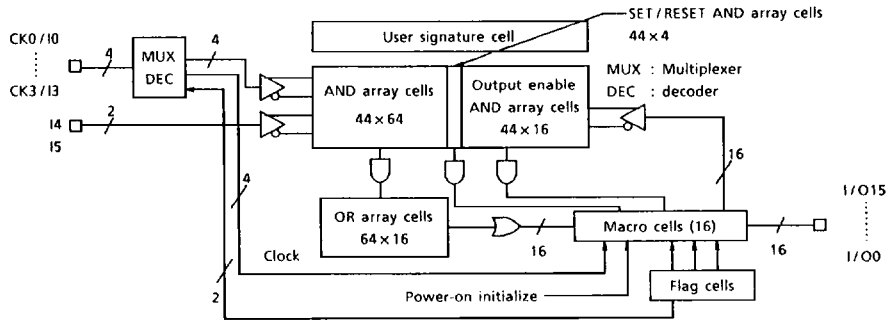 SET/RESET AND array cells
44×4
User signature cell
CK0/I0
CK3/I3
4
MUX
DEC
4
AND array cells
44×64
Output enable
AND array cells
44×16
MUX : Multiplexer
DEC : decoder
I4
I5
2
16
4
OR array cells
64×16
16
Macro cells (16)
16
I/O15
I/O0
Clock
2
Power-on initialize
Flag cells